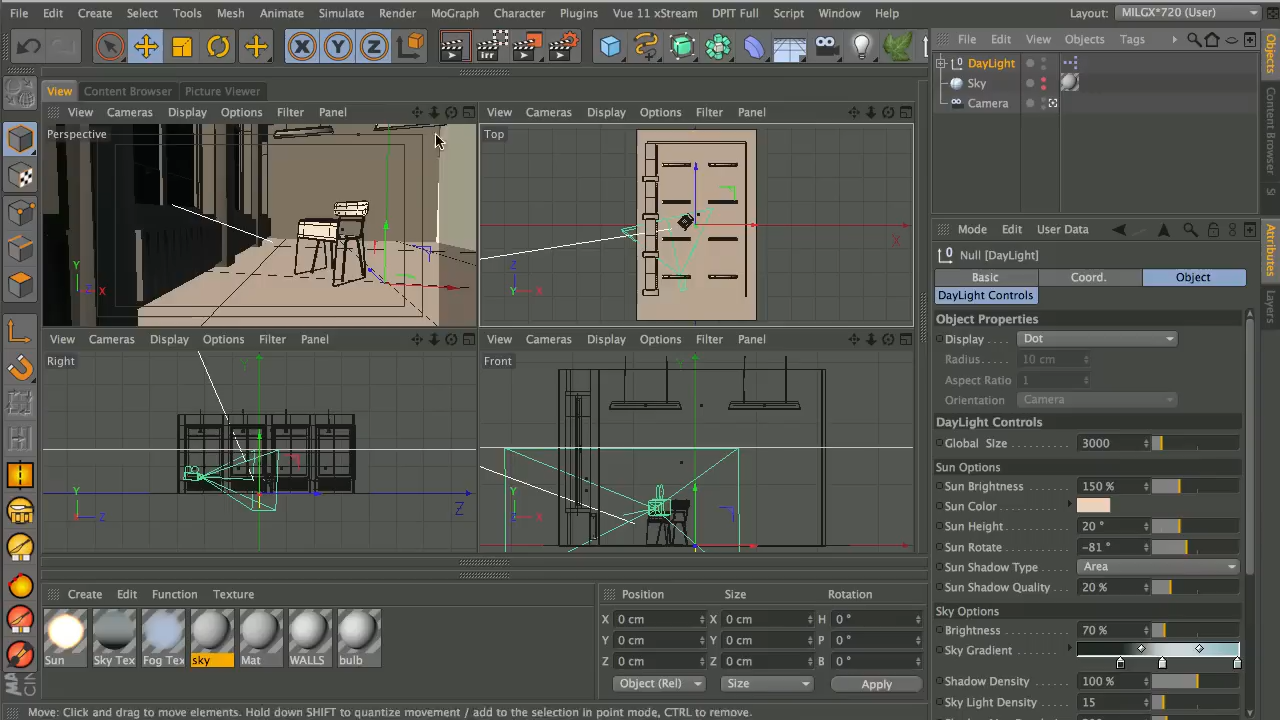 File Edit Create Select Tools Mesh Animate Simulate Render MoGraph Character Plugins Vue 11 xStream DPIT Full Script Window Help Layout: MILGX*720 (User)
File Edit View Objects Tags
DayLight
Sky
Camera
View Content Browser Picture Viewer
View Cameras Display Options Filter Panel
Perspective
Y
X
View Cameras Display Options Filter Panel
Top
X
Z
Y X
View Cameras Display Options Filter Panel
Right
Y
Z
Y
Z
View Cameras Display Options Filter Panel
Front
Y
X
Mode Edit User Data
Null [DayLight]
Basic Coord. Object
DayLight Controls
Object Properties
Display Dot
Radius 10 cm
Aspect Ratio 1
Orientation Camera
DayLight Controls
Global Size 3000
Sun Options
Sun Brightness 150 %
Sun Color
Sun Height 20 °
Sun Rotate -81 °
Sun Shadow Type Area
Sun Shadow Quality 20 %
Sky Options
Brightness 70 %
Sky Gradient
Shadow Density 100 %
Sky Light Density 15
Objects
Content Browser
Attributes
Layers
Create Edit Function Texture
Sun Sky Tex Fog Tex sky Mat WALLS bulb
Position Size Rotation
X 0 cm X 0 cm H 0 °
Y 0 cm Y 0 cm P 0 °
Z 0 cm Z 0 cm B 0 °
Object (Rel) Size Apply
Move: Click and drag to move elements. Hold down SHIFT to quantize movement / add to the selection in point mode, CTRL to remove.